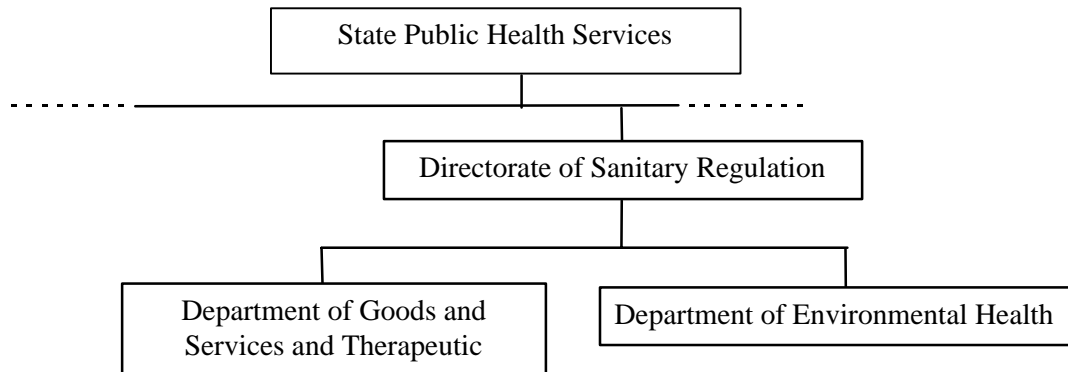 State Public Health Services
Directorate of Sanitary Regulation
Department of Goods and
Services and Therapeutic
Department of Environmental Health